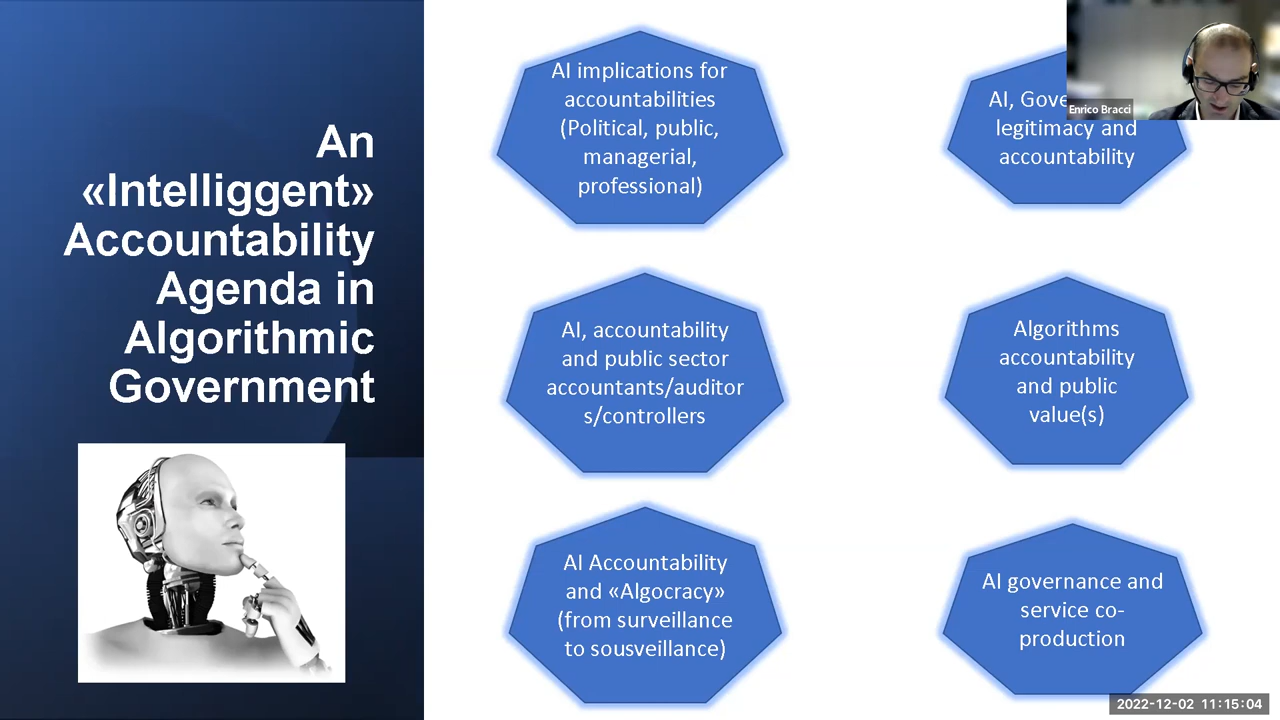 An
«Intelliggent»
Accountability
Agenda in
Algorithmic
Government
AI implications for
accountabilities
(Political, public,
managerial,
professional)
AI, Gove
legitimacy and
accountability
Enrico Bracci
AI, accountability
and public sector
accountants/auditor
s/controllers
Algorithms
accountability
and public
value(s)
AI Accountability
and «Algocracy»
(from surveillance
to sousveillance)
AI governance and
service co-
production
2022-12-02 11:15:04